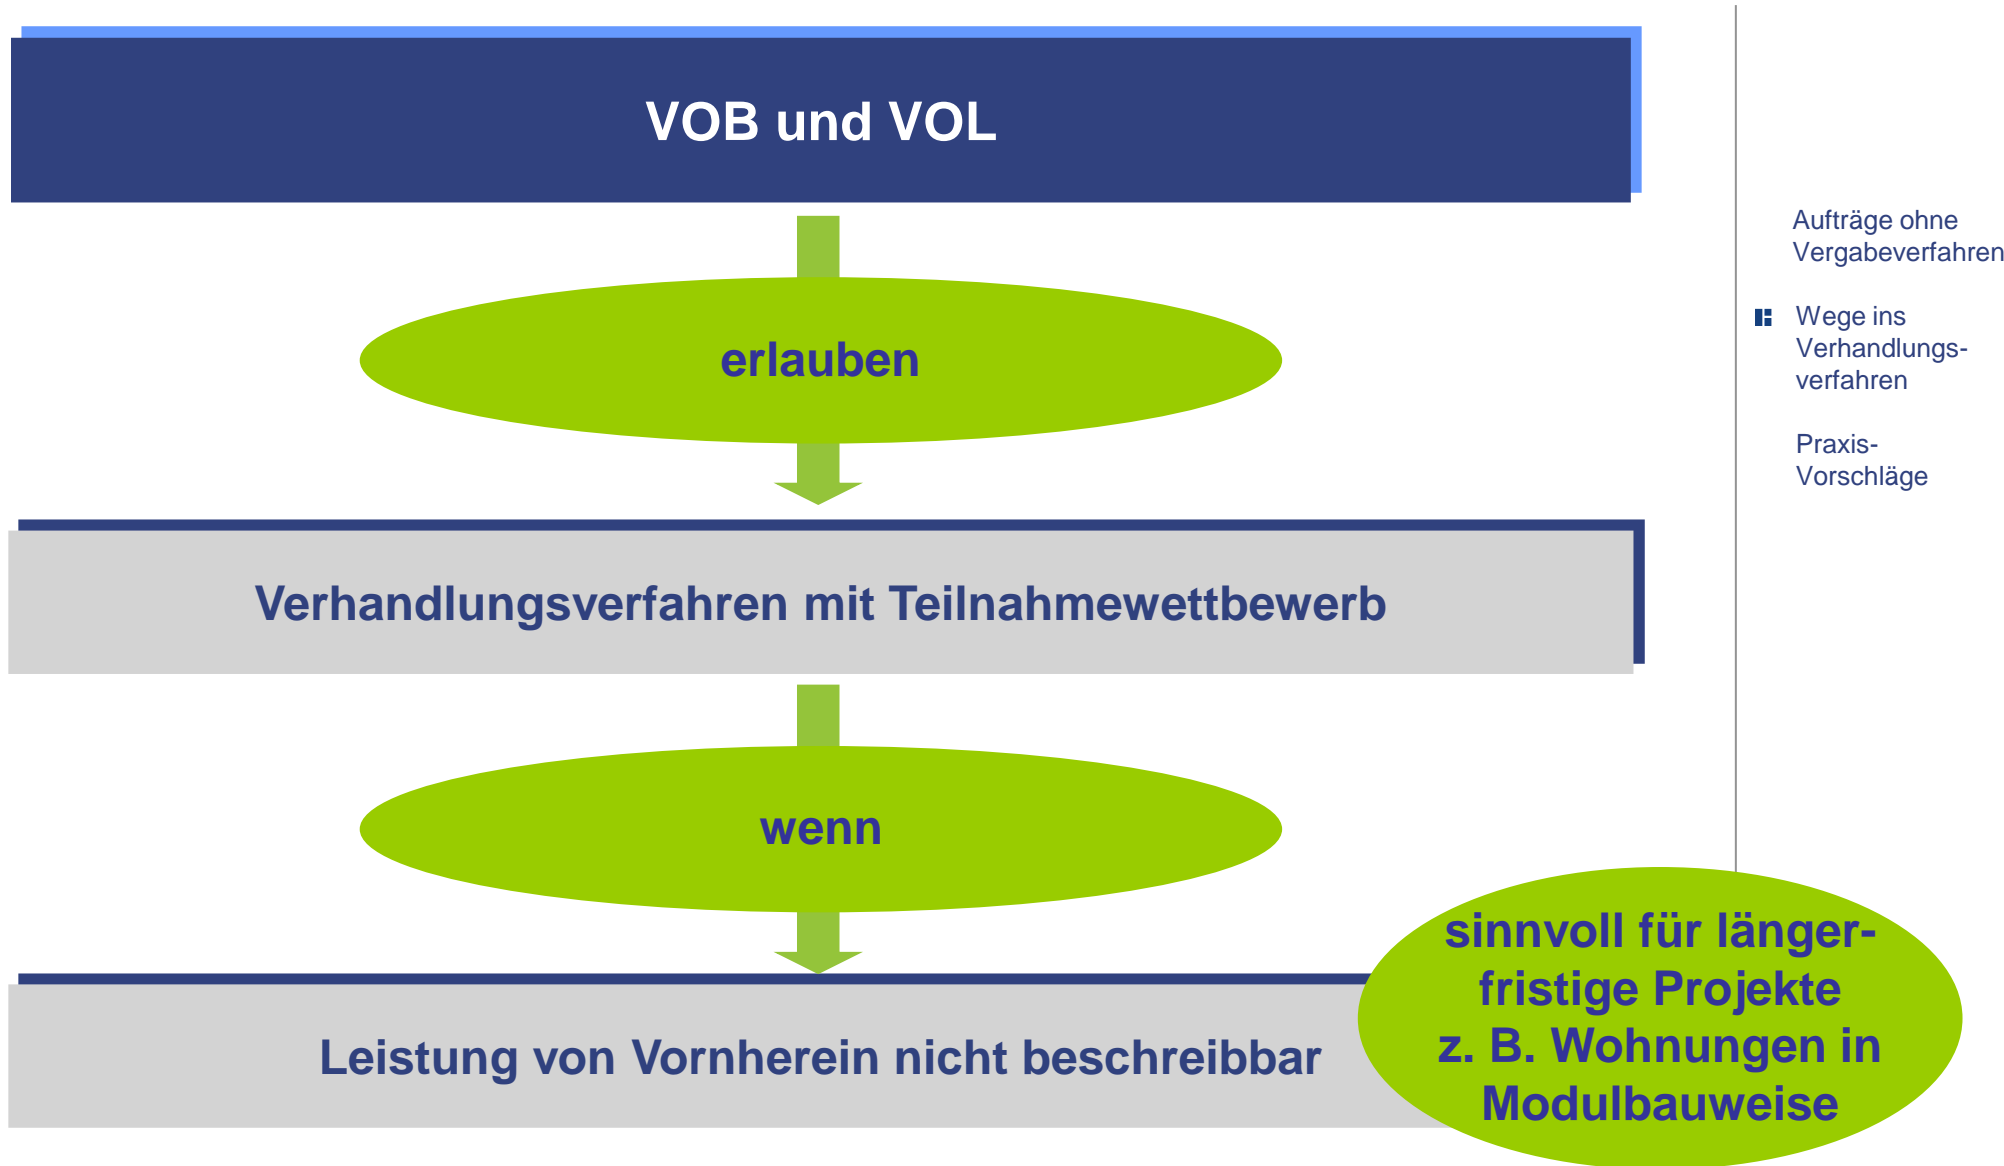 VOB und VOL
erlauben
Verhandlungsverfahren mit Teilnahmewettbewerb
wenn
Leistung von Vornherein nicht beschreibbar
sinnvoll für länger-
fristige Projekte
z. B. Wohnungen in
Modulbauweise
Aufträge ohne
Vergabeverfahren
Wege ins
Verhandlungs-
verfahren
Praxis-
Vorschläge